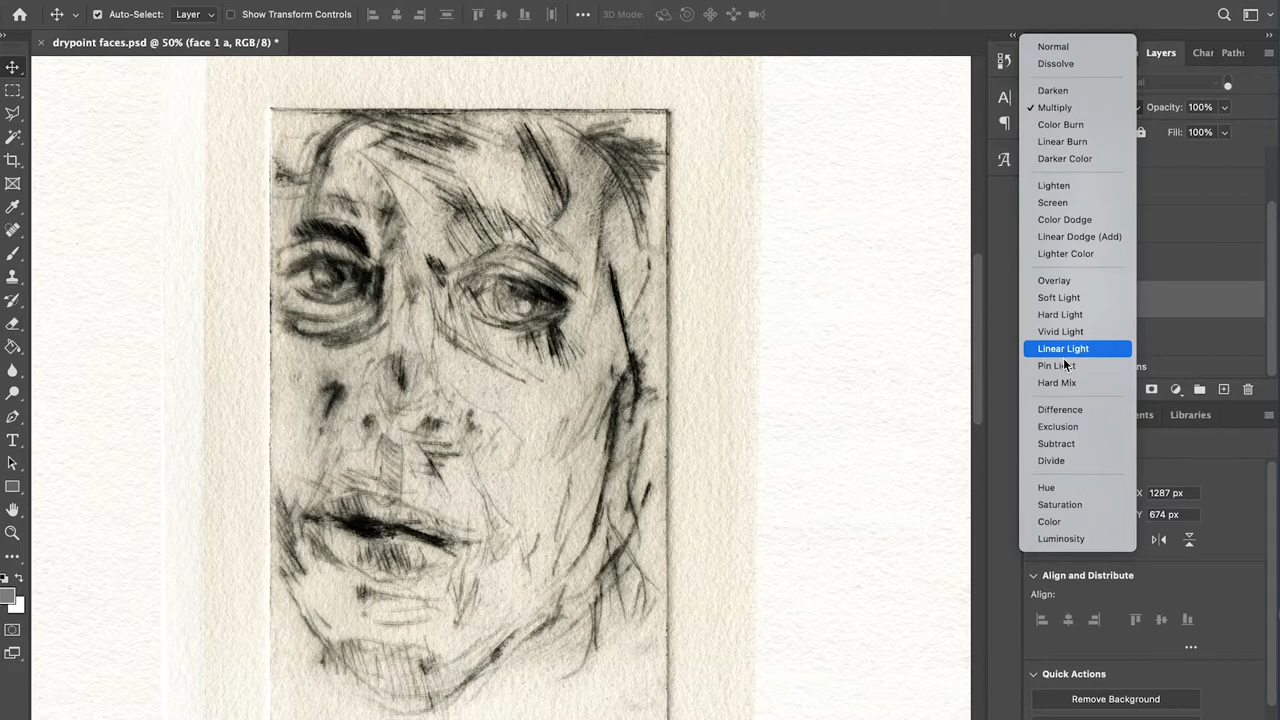 Auto-Select: Layer Show Transform Controls 3D Mode:
× drypoint faces.psd @ 50% (face 1 a, RGB/8) *
Layers Char Paths
Normal
Dissolve
Darken
Multiply
Opacity: 100%
Color Burn
Fill: 100%
Linear Burn
Darker Color
Lighten
Screen
Color Dodge
Linear Dodge (Add)
Lighter Color
Overlay
Soft Light
Hard Light
Vivid Light
Linear Light
Pin Light
Hard Mix
Difference
Libraries
Exclusion
Subtract
Divide
Hue
X 1287 px
Saturation
Y 674 px
Color
Luminosity
Align and Distribute
Align:
Quick Actions
Remove Background